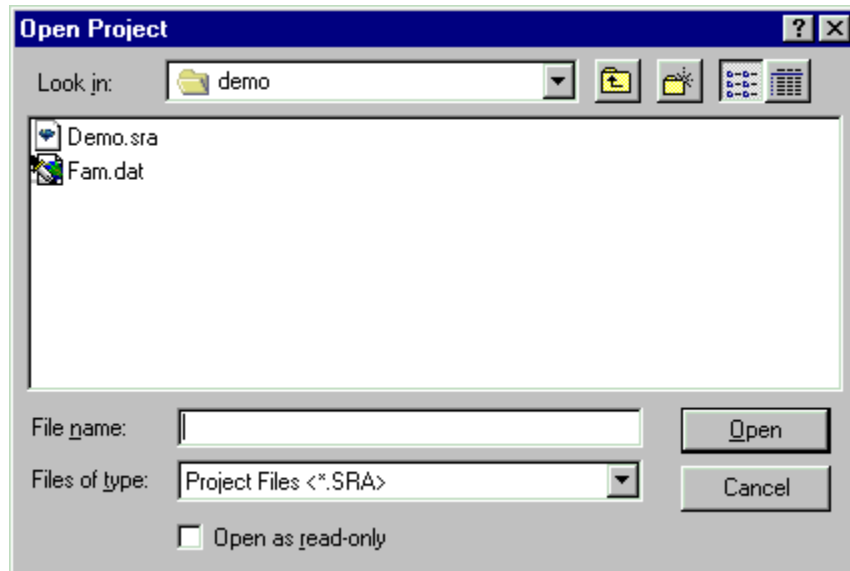 Open Project
Look in: demo
Demo.sra
Fam.dat
File name:
Open
Files of type: Project Files <*.SRA>
Cancel
Open as read-only